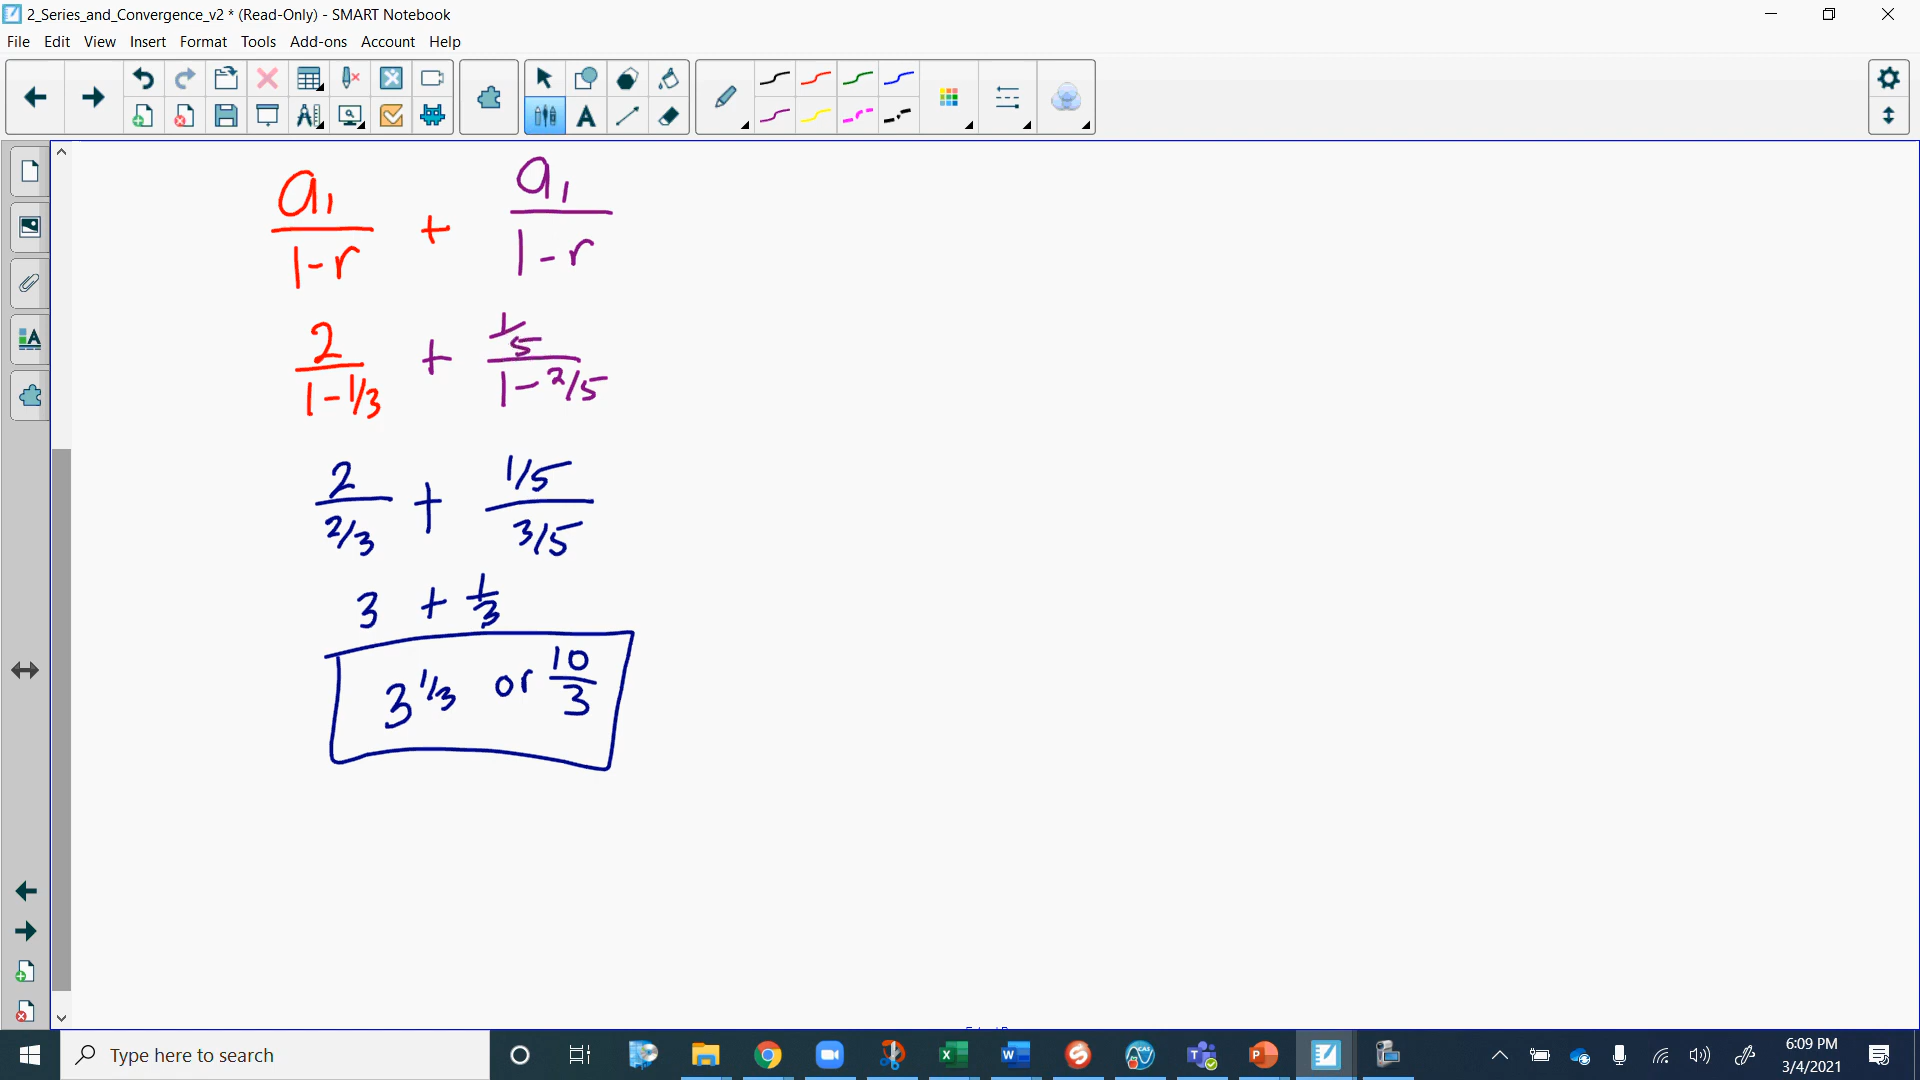 2_Series_and_Convergence_v2 * (Read-Only) - SMART Notebook
File Edit View Insert Format Tools Add-ons Account Help
a₁/(1-r) + a₁/(1-r)
2/(1-1/3) + (1/5)/(1-2/5)
2/(2/3) + (1/5)/(3/5)
3 + 1/3
3 1/3 or 10/3
Type here to search
6:09 PM
3/4/2021